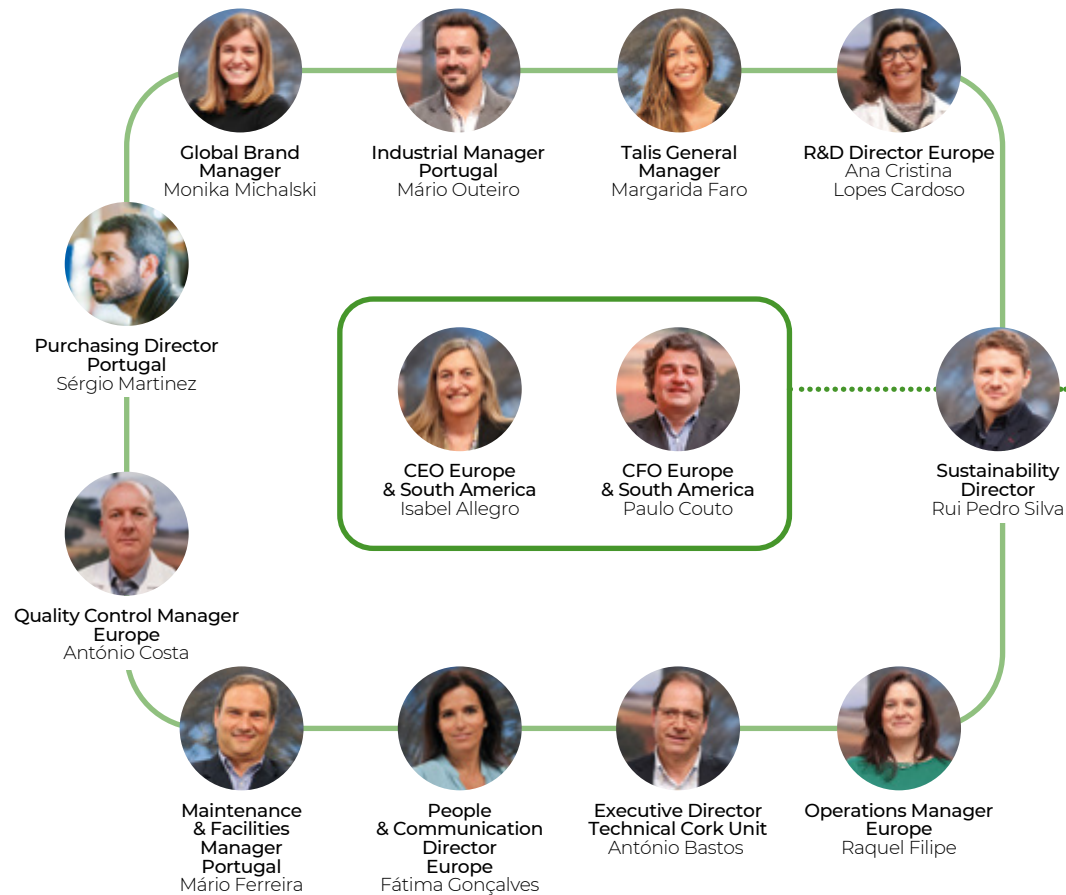 Global Brand
Manager
Monika Michalski
Industrial Manager
Portugal
Mário Outeiro
Talis General
Manager
Margarida Faro
R&D Director Europe
Ana Cristina
Lopes Cardoso
Purchasing Director
Portugal
Sérgio Martinez
CEO Europe
& South America
Isabel Allegro
CFO Europe
& South America
Paulo Couto
Sustainability
Director
Rui Pedro Silva
Quality Control Manager
Europe
António Costa
Maintenance
& Facilities
Manager
Portugal
Mário Ferreira
People
& Communication
Director
Europe
Fátima Gonçalves
Executive Director
Technical Cork Unit
António Bastos
Operations Manager
Europe
Raquel Filipe